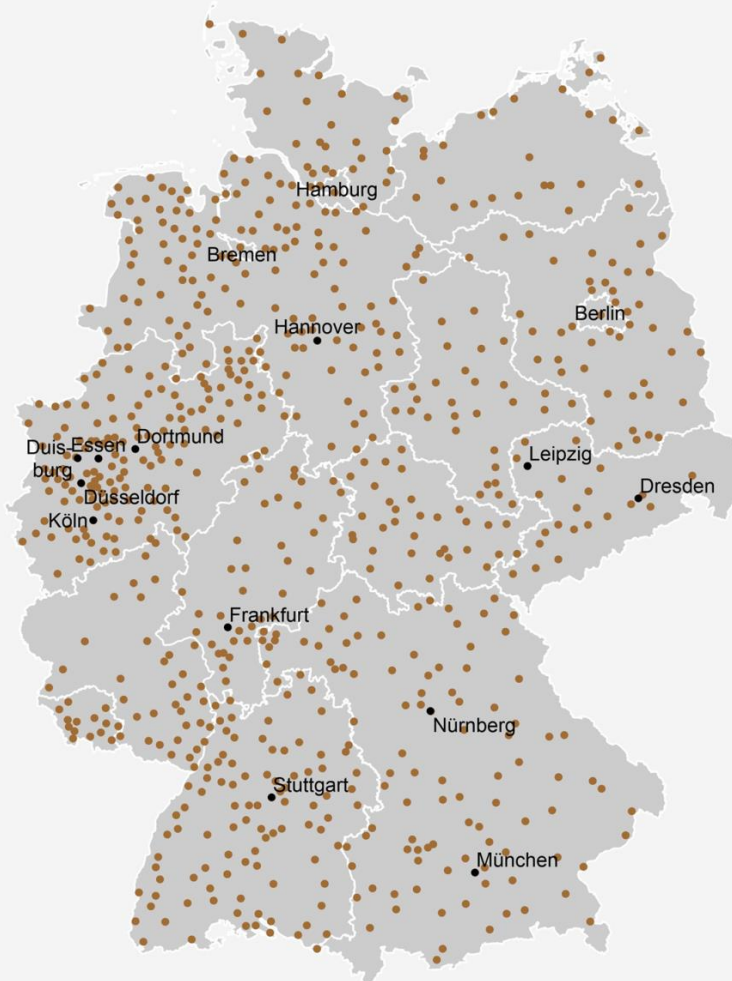 Hamburg
Bremen
Berlin
Hannover
Dortmund
Duis-
burg
Essen
Leipzig
Düsseldorf
Dresden
Köln
Frankfurt
Nürnberg
Stuttgart
München